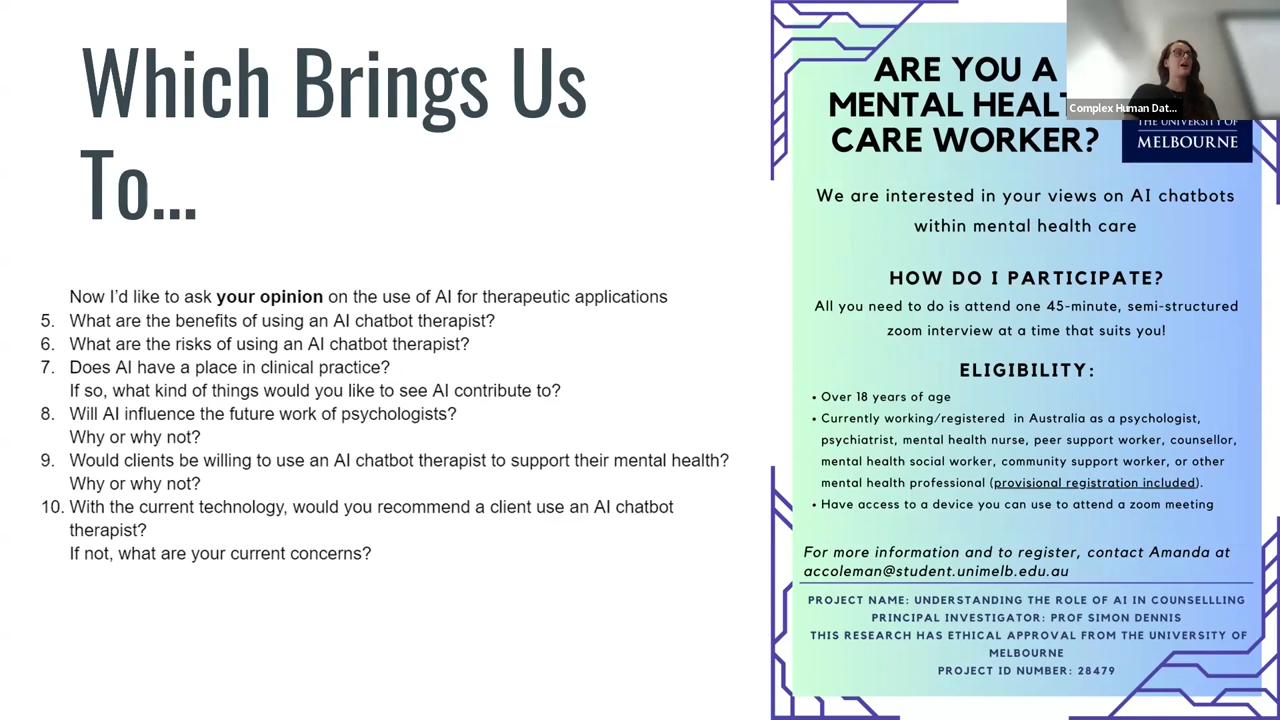 Which Brings Us
To...
Now I'd like to ask your opinion on the use of AI for therapeutic applications
5. What are the benefits of using an AI chatbot therapist?
6. What are the risks of using an AI chatbot therapist?
7. Does AI have a place in clinical practice?
If so, what kind of things would you like to see AI contribute to?
8. Will AI influence the future work of psychologists?
Why or why not?
9. Would clients be willing to use an AI chatbot therapist to support their mental health?
Why or why not?
10. With the current technology, would you recommend a client use an AI chatbot
therapist?
If not, what are your current concerns?
ARE YOU A
MENTAL HEALT
CARE WORKER?
Complex Human Dat...
THE UNIVERSITY OF
MELBOURNE
We are interested in your views on AI chatbots
within mental health care
HOW DO I PARTICIPATE?
All you need to do is attend one 45-minute, semi-structured
zoom interview at a time that suits you!
ELIGIBILITY:
• Over 18 years of age
• Currently working/registered in Australia as a psychologist,
psychiatrist, mental health nurse, peer support worker, counsellor,
mental health social worker, community support worker, or other
mental health professional (provisional registration included).
• Have access to a device you can use to attend a zoom meeting
For more information and to register, contact Amanda at
accoleman@student.unimelb.edu.au
PROJECT NAME: UNDERSTANDING THE ROLE OF AI IN COUNSELLLING
PRINCIPAL INVESTIGATOR: PROF SIMON DENNIS
THIS RESEARCH HAS ETHICAL APPROVAL FROM THE UNIVERSITY OF
MELBOURNE
PROJECT ID NUMBER: 28479